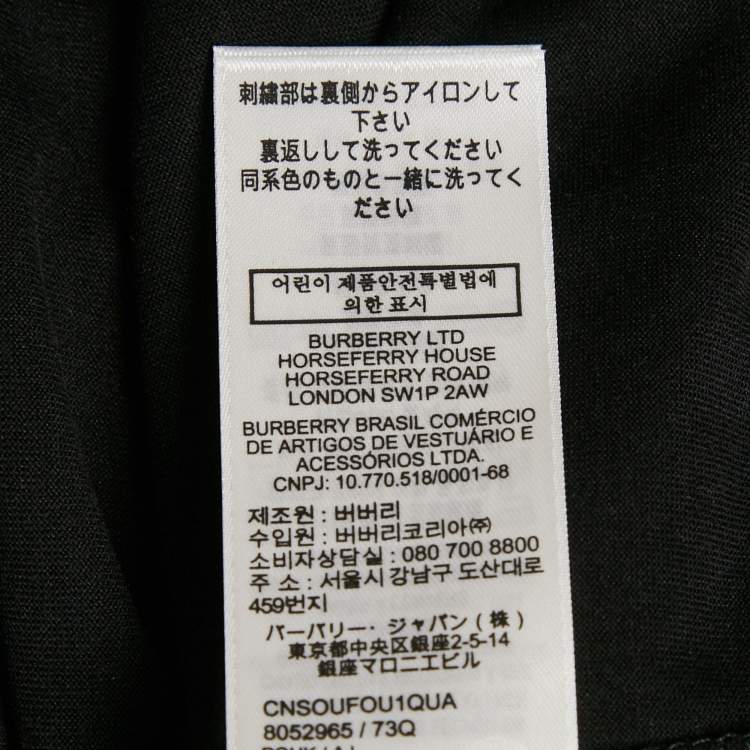 刺繍部は裏側からアイロンして
下さい
裏返しして洗ってください
同系色のものと一緒に洗ってく
ださい
어린이 제품안전특별법에
의한 표시
BURBERRY LTD
HORSEFERRY HOUSE
HORSEFERRY ROAD
LONDON SW1P 2AW
BURBERRY BRASIL COMÉRCIO
DE ARTIGOS DE VESTUÁRIO E
ACESSÓRIOS LTDA.
CNPJ: 10.770.518/0001-68
제조원 : 버버리
수입원 : 버버리코리아㈜
소비자상담실 : 080 700 8800
주 소 : 서울시 강남구 도산대로
459번지
バーバリー・ジャパン (株)
東京都中央区銀座2-5-14
銀座マロニエビル
CNSOUFOU1QUA
8052965 / 73Q